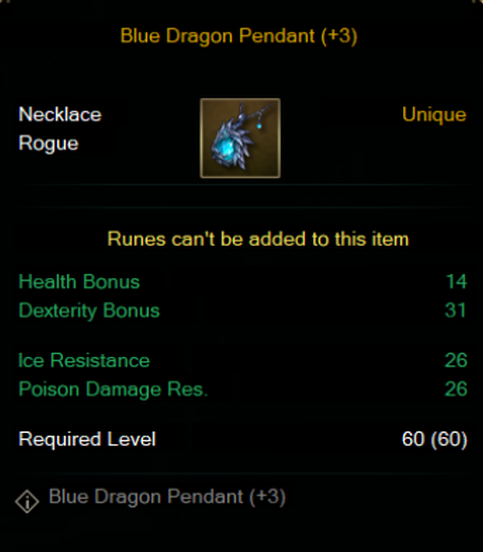 Blue Dragon Pendant (+3)
Necklace Unique
Rogue
Runes can't be added to this item
Health Bonus 14
Dexterity Bonus 31
Ice Resistance 26
Poison Damage Res. 26
Required Level 60 (60)
Blue Dragon Pendant (+3)